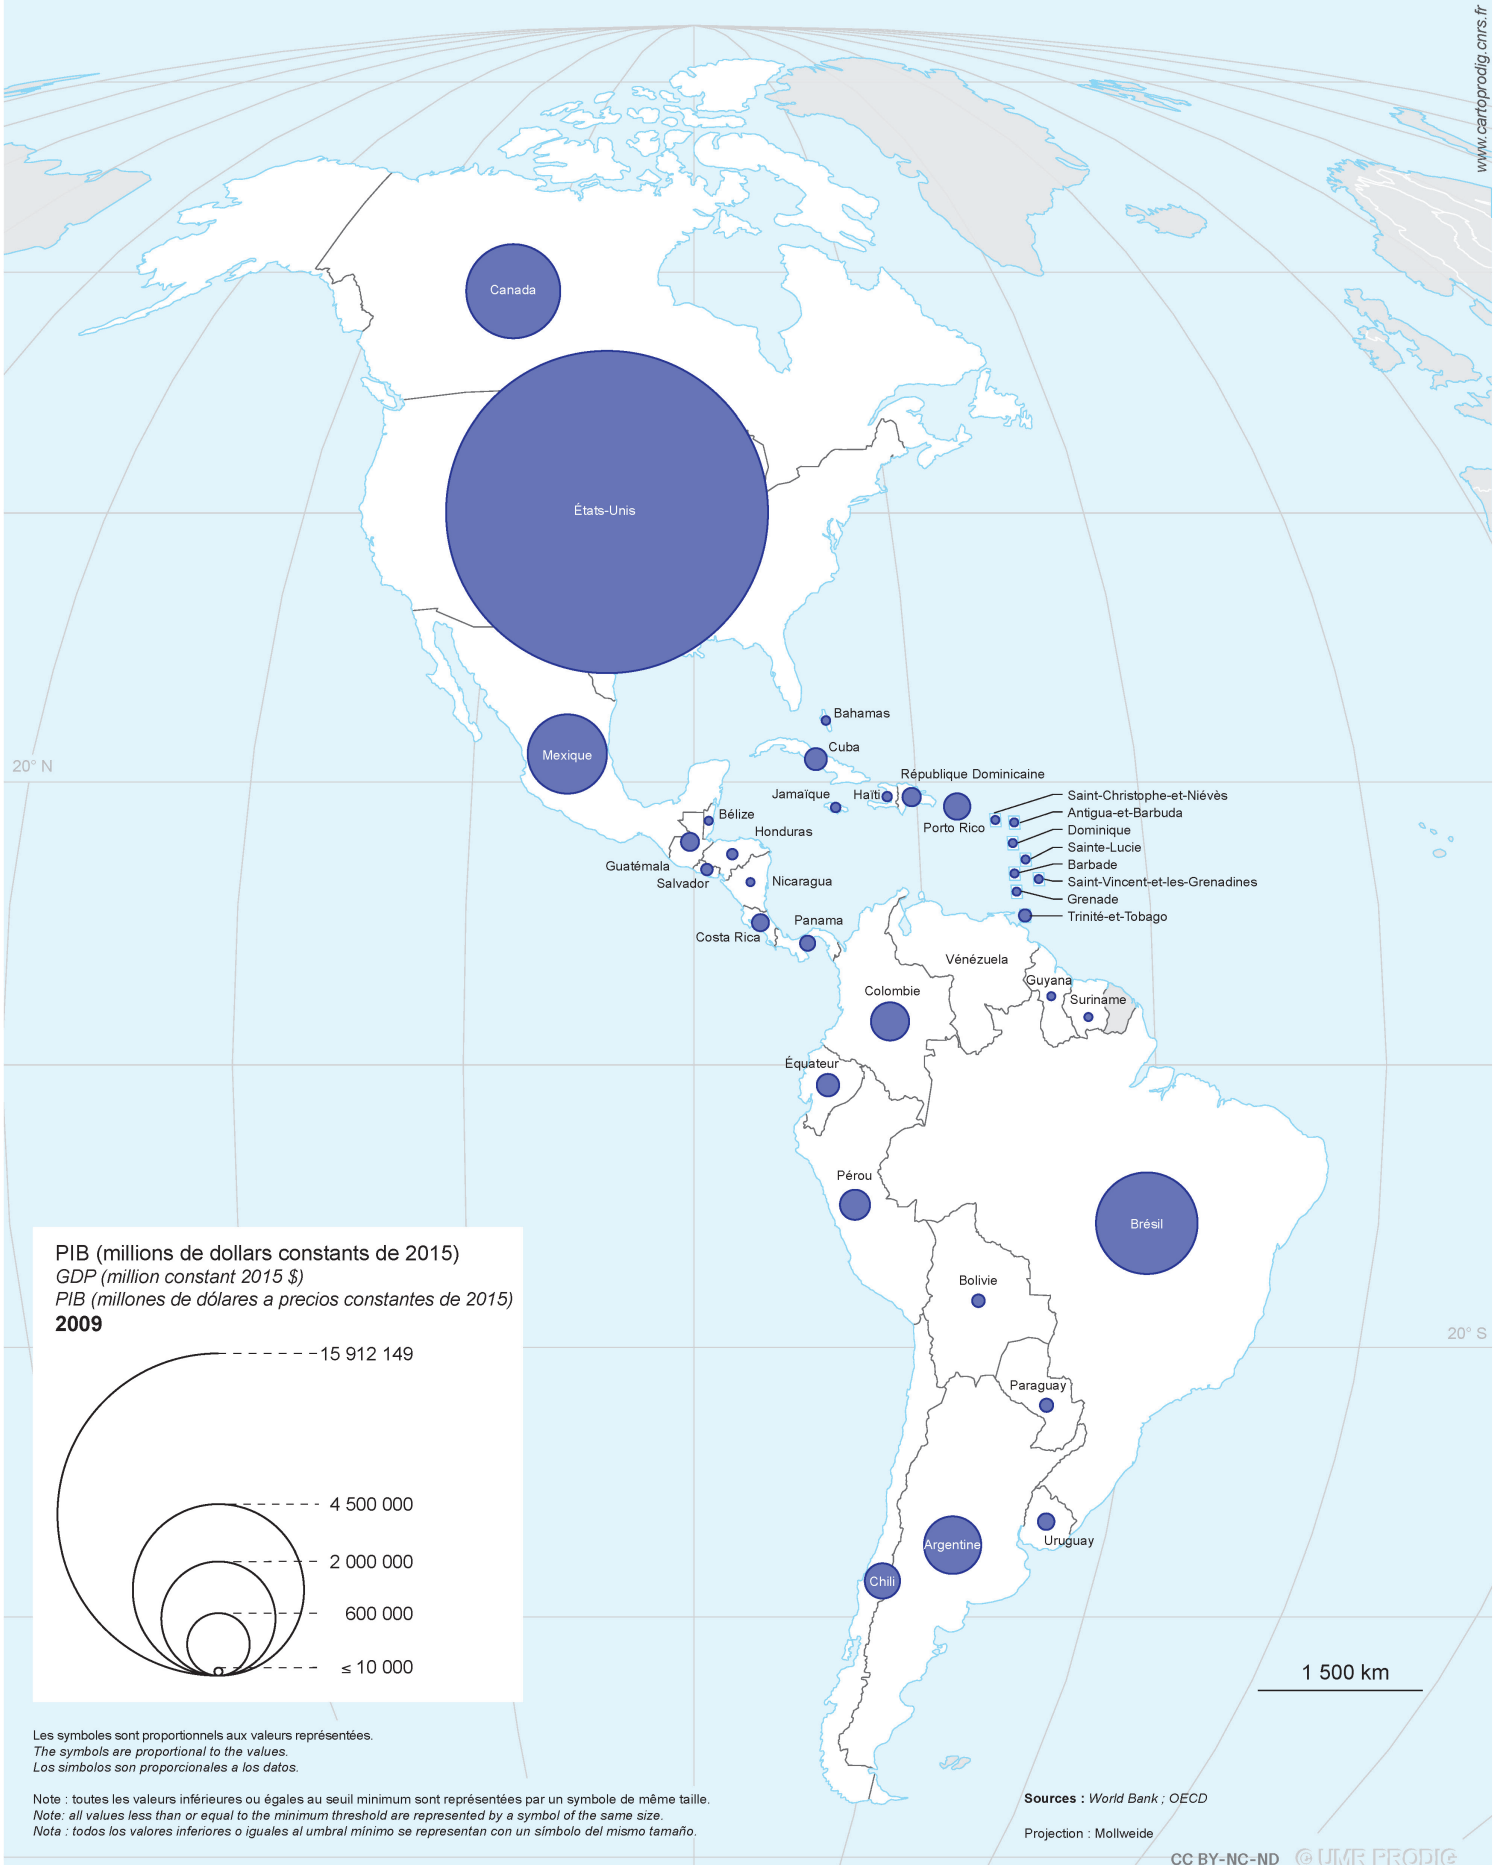 www.cartoprodig.cnrs.fr
Canada
États-Unis
Mexique
Bahamas
Cuba
20° N
République Dominicaine
Jamaïque
Haïti
Porto Rico
Saint-Christophe-et-Niévès
Antigua-et-Barbuda
Dominique
Sainte-Lucie
Barbade
Saint-Vincent-et-les-Grenadines
Grenade
Trinité-et-Tobago
Bélize
Honduras
Guatémala
Salvador
Nicaragua
Costa Rica
Panama
Vénézuela
Guyana
Suriname
Colombie
Équateur
Pérou
Brésil
Bolivie
20° S
Paraguay
Uruguay
Argentine
Chili
PIB (millions de dollars constants de 2015)
GDP (million constant 2015 $)
PIB (millones de dólares a precios constantes de 2015)
2009
15 912 149
4 500 000
2 000 000
600 000
≤ 10 000
1 500 km
Les symboles sont proportionnels aux valeurs représentées.
The symbols are proportional to the values.
Los simbolos son proporcionales a los datos.
Note : toutes les valeurs inférieures ou égales au seuil minimum sont représentées par un symbole de même taille.
Note: all values less than or equal to the minimum threshold are represented by a symbol of the same size.
Nota : todos los valores inferiores o iguales al umbral mínimo se representan con un símbolo del mismo tamaño.
Sources : World Bank ; OECD
Projection : Mollweide
CC BY-NC-ND © UMR PRODIG